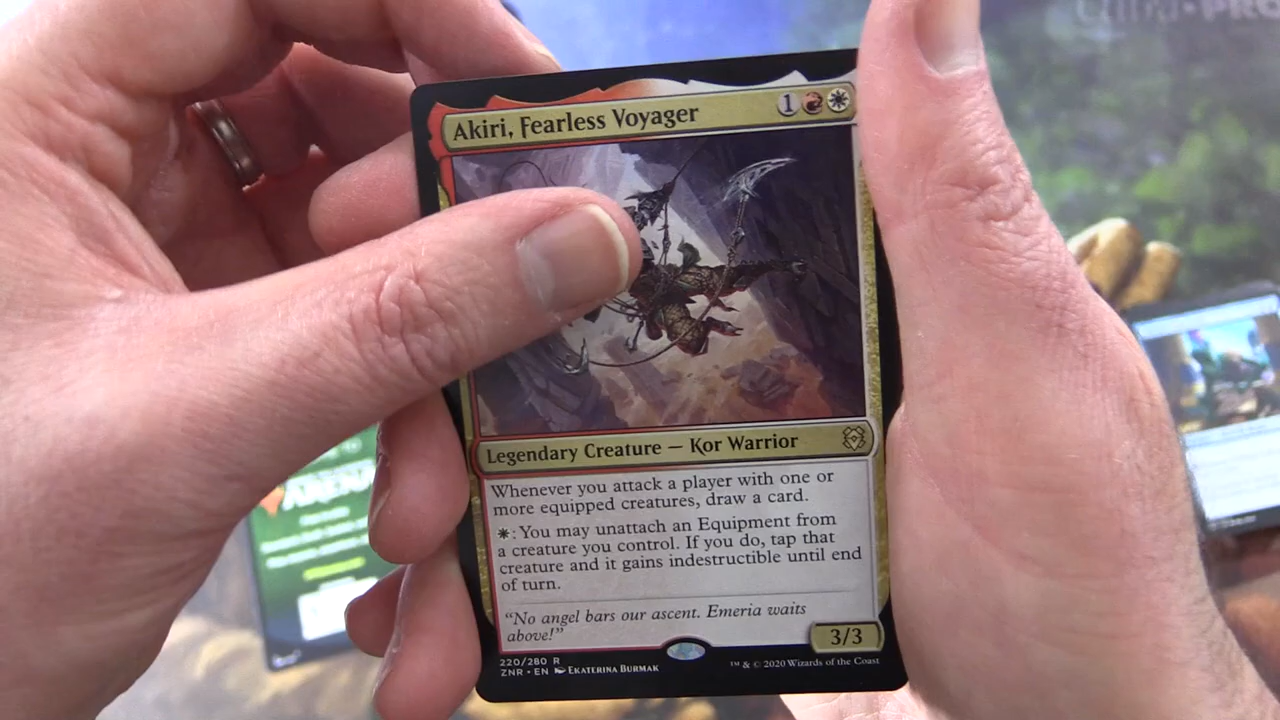 Akiri, Fearless Voyager
1
Legendary Creature — Kor Warrior
Whenever you attack a player with one or
more equipped creatures, draw a card.
: You may unattach an Equipment from
a creature you control. If you do, tap that
creature and it gains indestructible until end
of turn.
“No angel bars our ascent. Emeria waits
above!”
3/3
220/280 R
ZNR • EN Ekaterina Burmak
™ & © 2020 Wizards of the Coast